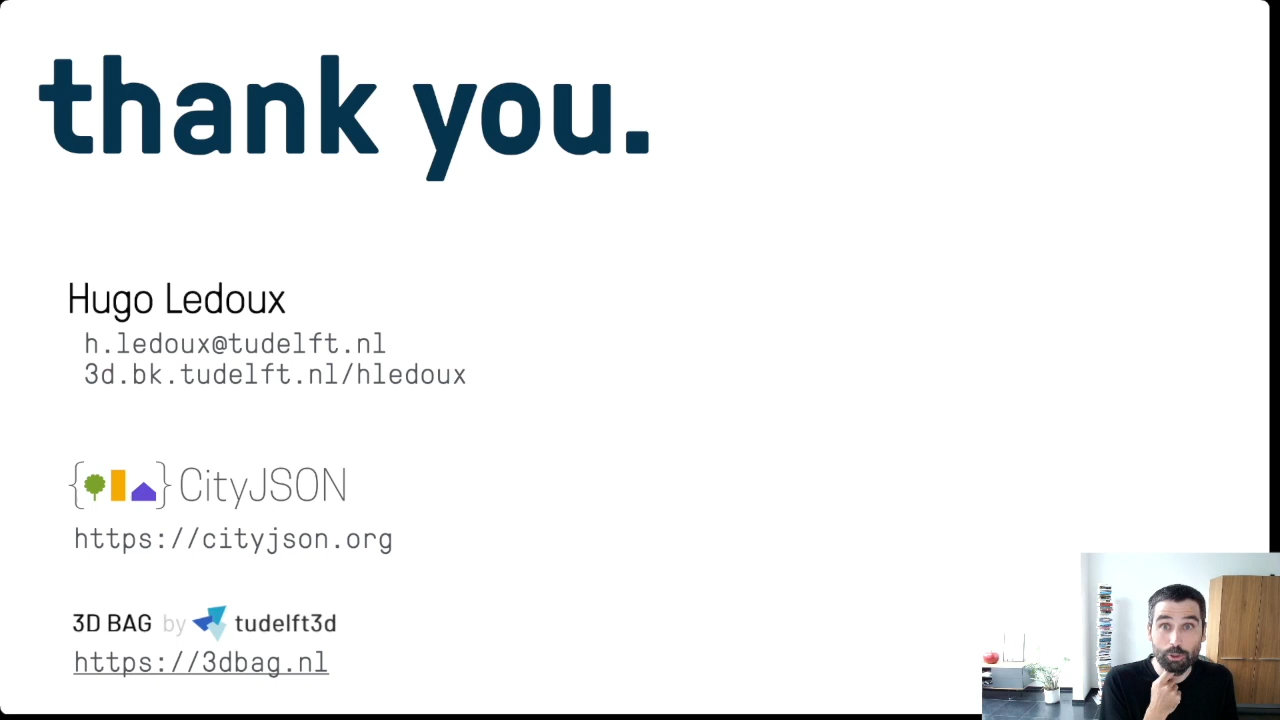 thank you.
Hugo Ledoux
h.ledoux@tudelft.nl
3d.bk.tudelft.nl/hledoux
{ } CityJSON
https://cityjson.org
3D BAG by tudelft3d
https://3dbag.nl